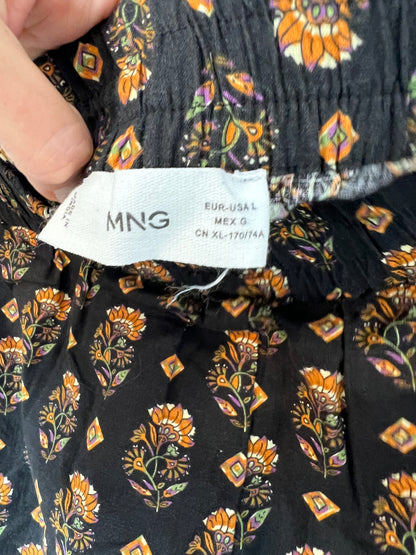 MNG
EUR-USA L
MEX G
CN XL-170/74A